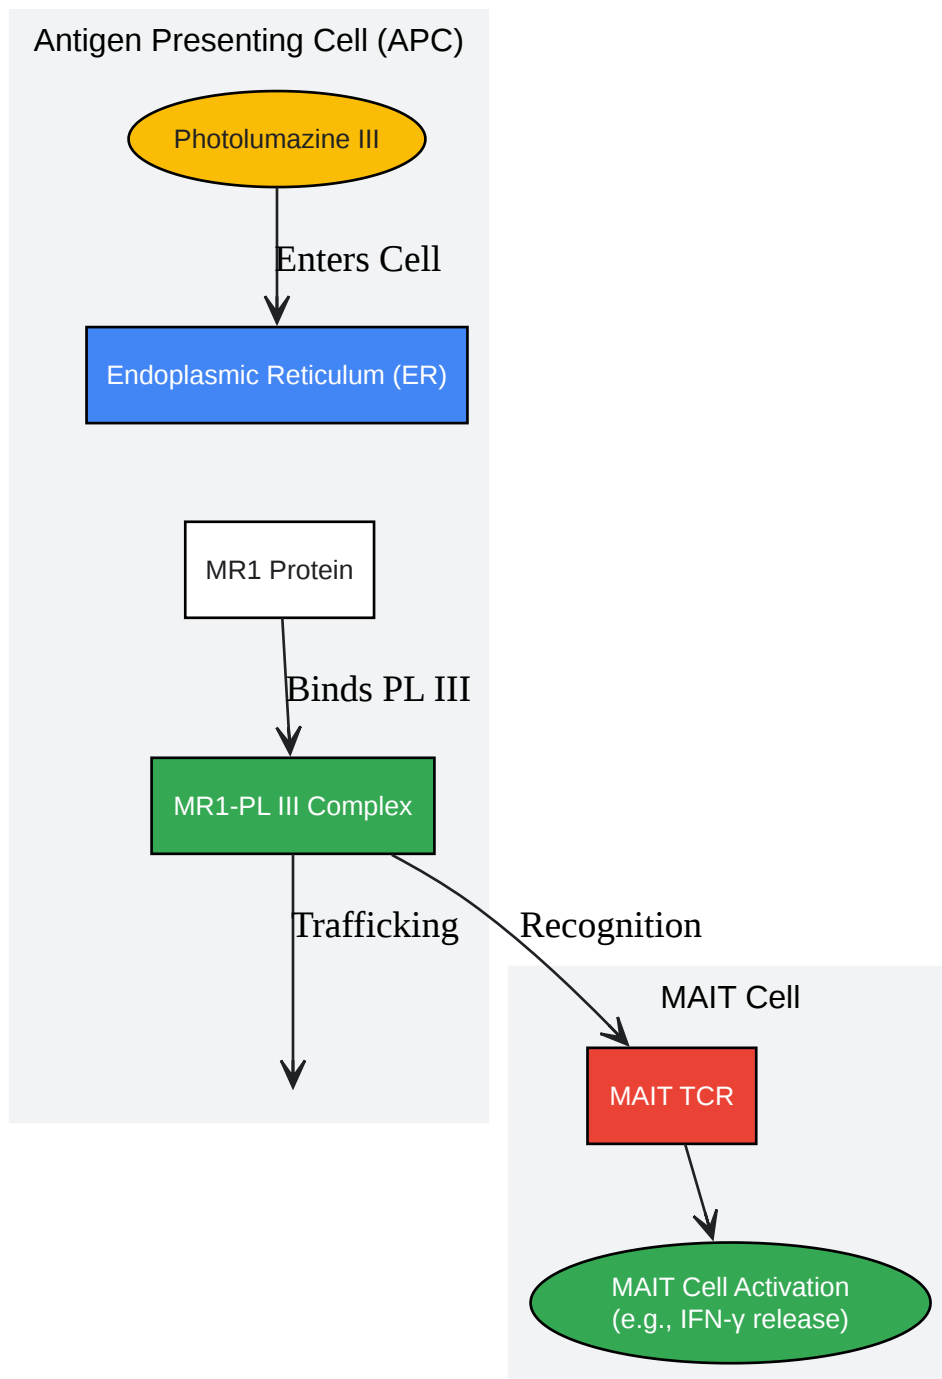 Antigen Presenting Cell (APC)
Photolumazine III
Enters Cell
Endoplasmic Reticulum (ER)
MR1 Protein
Binds PL III
MR1-PL III Complex
Trafficking
Recognition
MAIT Cell
MAIT TCR
MAIT Cell Activation
(e.g., IFN-γ release)